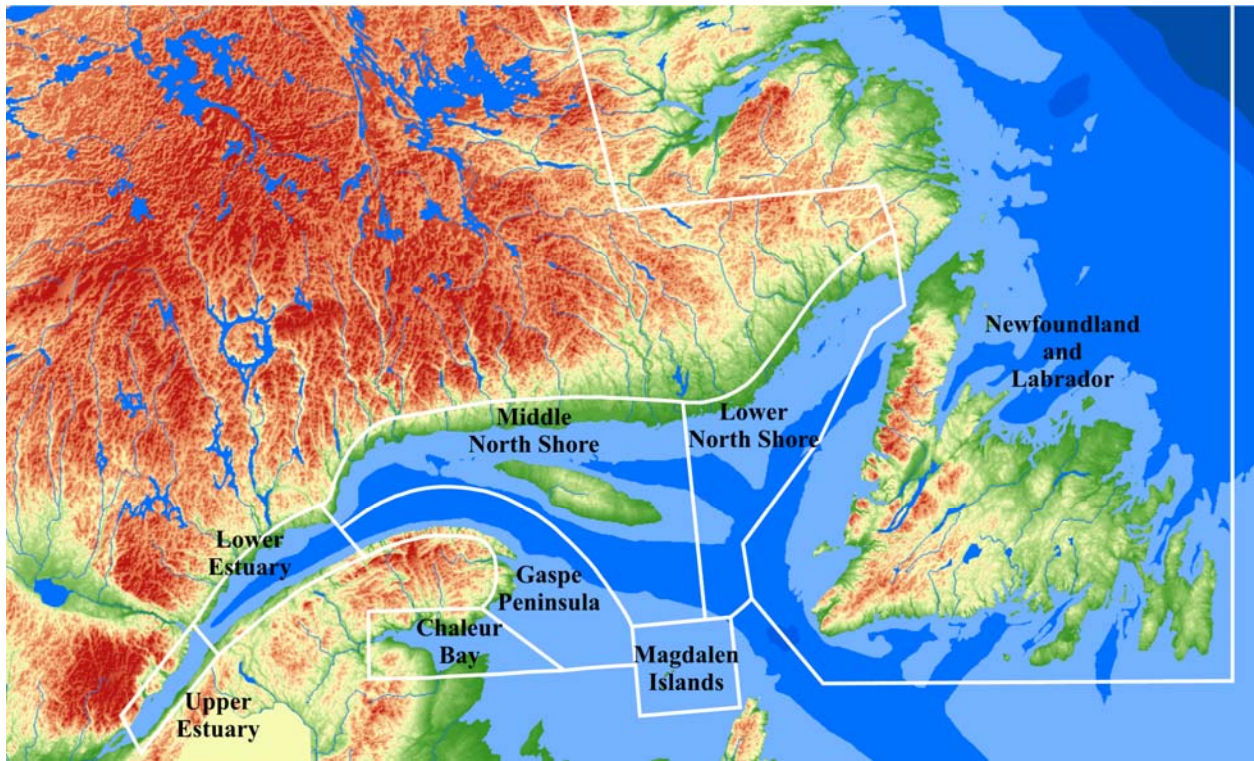 Newfoundland
and
Labrador
Middle
North Shore
Lower
North Shore
Lower
Estuary
Gaspe
Peninsula
Chaleur
Bay
Magdalen
Islands
Upper
Estuary